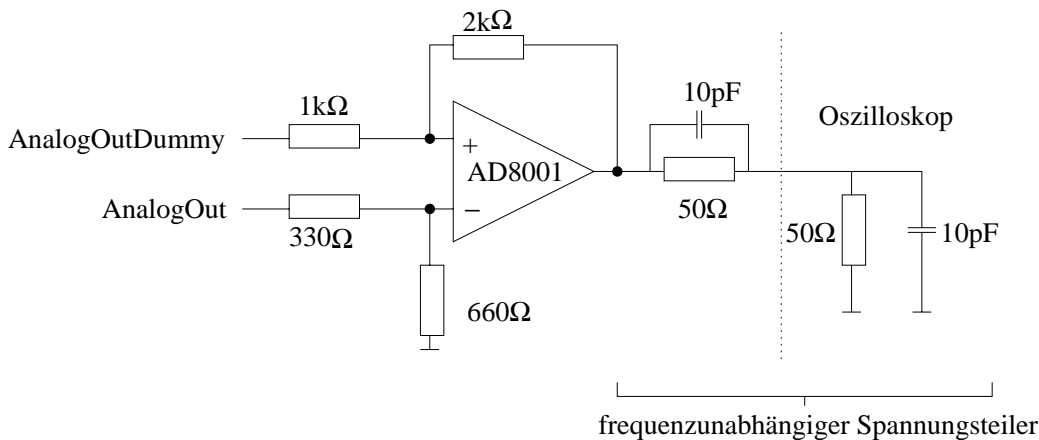 2kΩ
10pF
1kΩ
Oszilloskop
AnalogOutDummy
+
AD8001
AnalogOut
−
330Ω
50Ω
50Ω
10pF
660Ω
frequenzunabhängiger Spannungsteiler